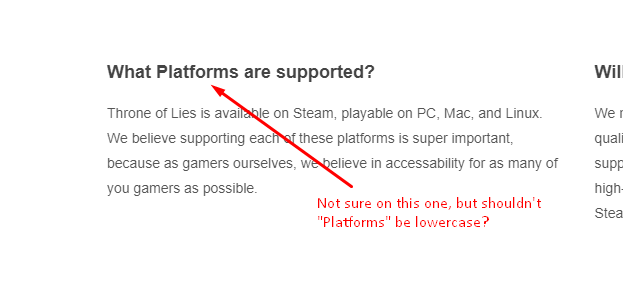 What Platforms are supported?
Throne of Lies is available on Steam, playable on PC, Mac, and Linux.
We believe supporting each of these platforms is super important,
because as gamers ourselves, we believe in accessability for as many of
you gamers as possible.
Not sure on this one, but shouldn't
"Platforms" be lowercase?
Wil
We
quali
supp
high-
Stea